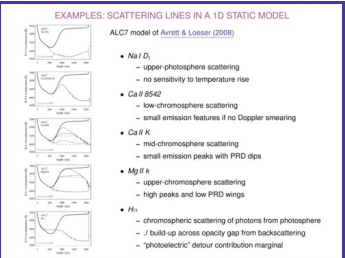 EXAMPLES: SCATTERING LINES IN A 1D STATIC MODEL
ALC7 model of Avrett & Loeser (2008)
• Na I D₁
– upper-photosphere scattering
– no sensitivity to temperature rise
• Ca II 8542
– low-chromosphere scattering
– small emission features if no Doppler smearing
• Ca II K
– mid-chromosphere scattering
– small emission peaks with PRD dips
• Mg II k
– upper-chromosphere scattering
– high peaks and low PRD wings
• Hα
– chromospheric scattering of photons from photosphere
– J build-up across opacity gap from backscattering
– "photoelectric" detour contribution marginal